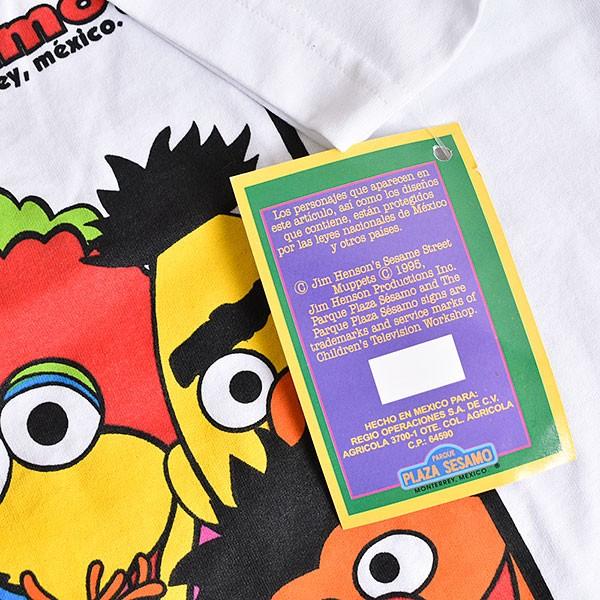 ey, méxico.
Los personajes que aparecen en
este artículo, así como los diseños
que contiene, están protegidos
por las leyes nacionales de México
y otros países.
© Jim Henson's Sesame Street
Muppets © 1995,
Jim Henson Productions Inc.
Parque Plaza Sésamo and The
Parque Plaza Sésamo signs are
trademarks and service marks of
Children's Television Workshop.
HECHO EN MEXICO PARA:
REGIO OPERACIONES S.A. DE C.V.
AGRICOLA 3700-1 OTE. COL. AGRICOLA
C.P.: 64590
PARQUE
PLAZA SESAMO
MONTERREY, MEXICO ®